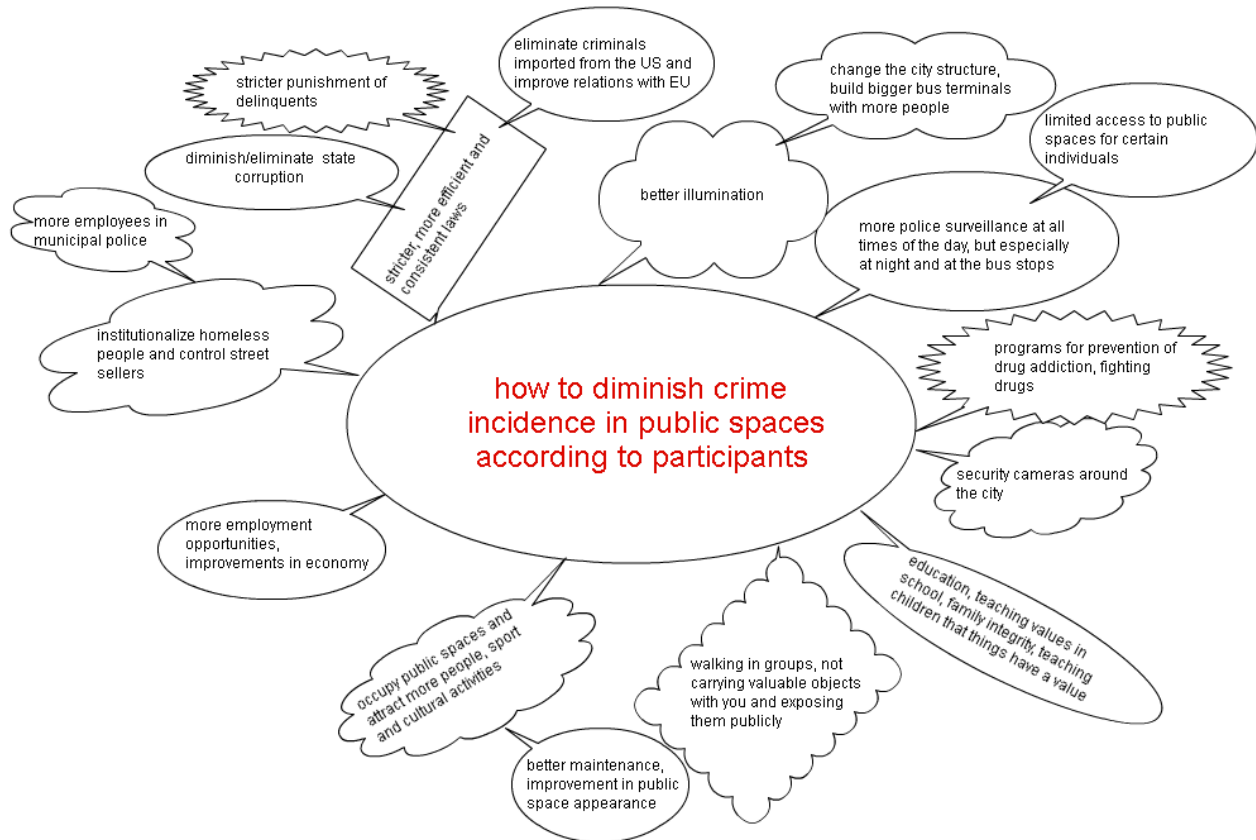 eliminate criminals
imported from the US and
improve relations with EU
stricter punishment of
delinquents
change the city structure,
build bigger bus terminals
with more people
limited access to public
spaces for certain
individuals
diminish/eliminate state
corruption
stricter, more efficient and
consistent laws
better illumination
more employees in
municipal police
more police surveillance at all
times of the day, but especially
at night and at the bus stops
institutionalize homeless
people and control street
sellers
programs for prevention of
drug addiction, fighting
drugs
how to diminish crime
incidence in public spaces
according to participants
security cameras around
the city
more employment
opportunities,
improvements in economy
education, teaching values in
school, family integrity, teaching
children that things have a value
occupy public spaces and
attract more people, sport
and cultural activities
walking in groups, not
carrying valuable objects
with you and exposing
them publicly
better maintenance,
improvement in public
space appearance